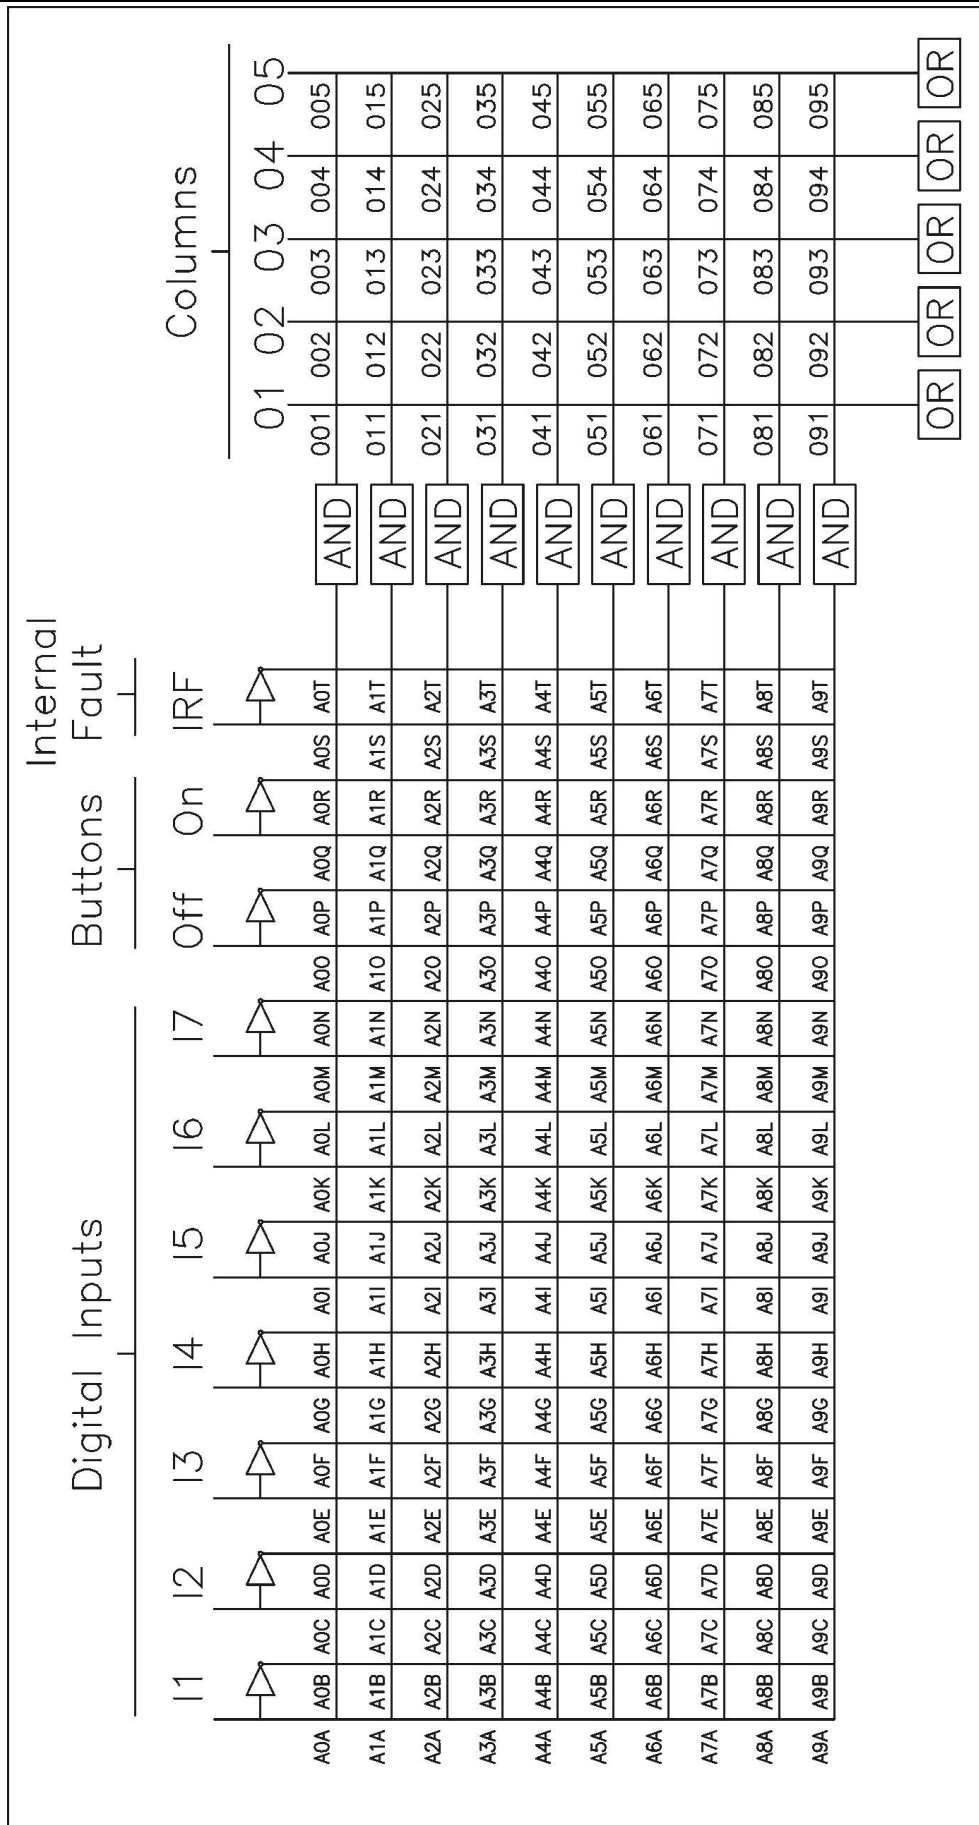 Internal
Digital Inputs Buttons Fault Columns
I1 I2 I3 I4 I5 I6 I7 Off On IRF 01 02 03 04 05
A0A A0B A0C A0D A0E A0F A0G A0H A0I A0J A0K A0L A0M A0N A0O A0P A0Q A0R A0S A0T AND 001 002 003 004 005
A1A A1B A1C A1D A1E A1F A1G A1H A1I A1J A1K A1L A1M A1N A1O A1P A1Q A1R A1S A1T AND 011 012 013 014 015
A2A A2B A2C A2D A2E A2F A2G A2H A2I A2J A2K A2L A2M A2N A2O A2P A2Q A2R A2S A2T AND 021 022 023 024 025
A3A A3B A3C A3D A3E A3F A3G A3H A3I A3J A3K A3L A3M A3N A3O A3P A3Q A3R A3S A3T AND 031 032 033 034 035
A4A A4B A4C A4D A4E A4F A4G A4H A4I A4J A4K A4L A4M A4N A4O A4P A4Q A1R A4S A4T AND 041 042 043 044 045
A5A A5B A5C A5D A5E A5F A5G A5H A5I A5J A5K A5L A5M A5N A5O A5P A5Q A5R A5S A5T AND 051 052 053 054 055
A6A A6B A6C A6D A6E A6F A6G A6H A6I A6J A6K A6L A6M A6N A6O A6P A6Q A6R A6S A6T AND 061 062 063 064 065
A7A A7B A7C A7D A7E A7F A7G A7H A7I A7J A7K A7L A7M A7N A7O A7P A7Q A7R A7S A7T AND 071 072 073 074 075
A8A A8B A8C A8D A8E A8F A8G A8H A8I A8J A8K A8L A8M A8N A8O A8P A8Q A8R A8S A8T AND 081 082 083 084 085
A9A A9B A9C A9D A9E A9F A9G A9H A9I A9J A9K A9L A9M A9N A9O A9P A9Q A9R A9S A9T AND 091 092 093 094 095
OR OR OR OR OR